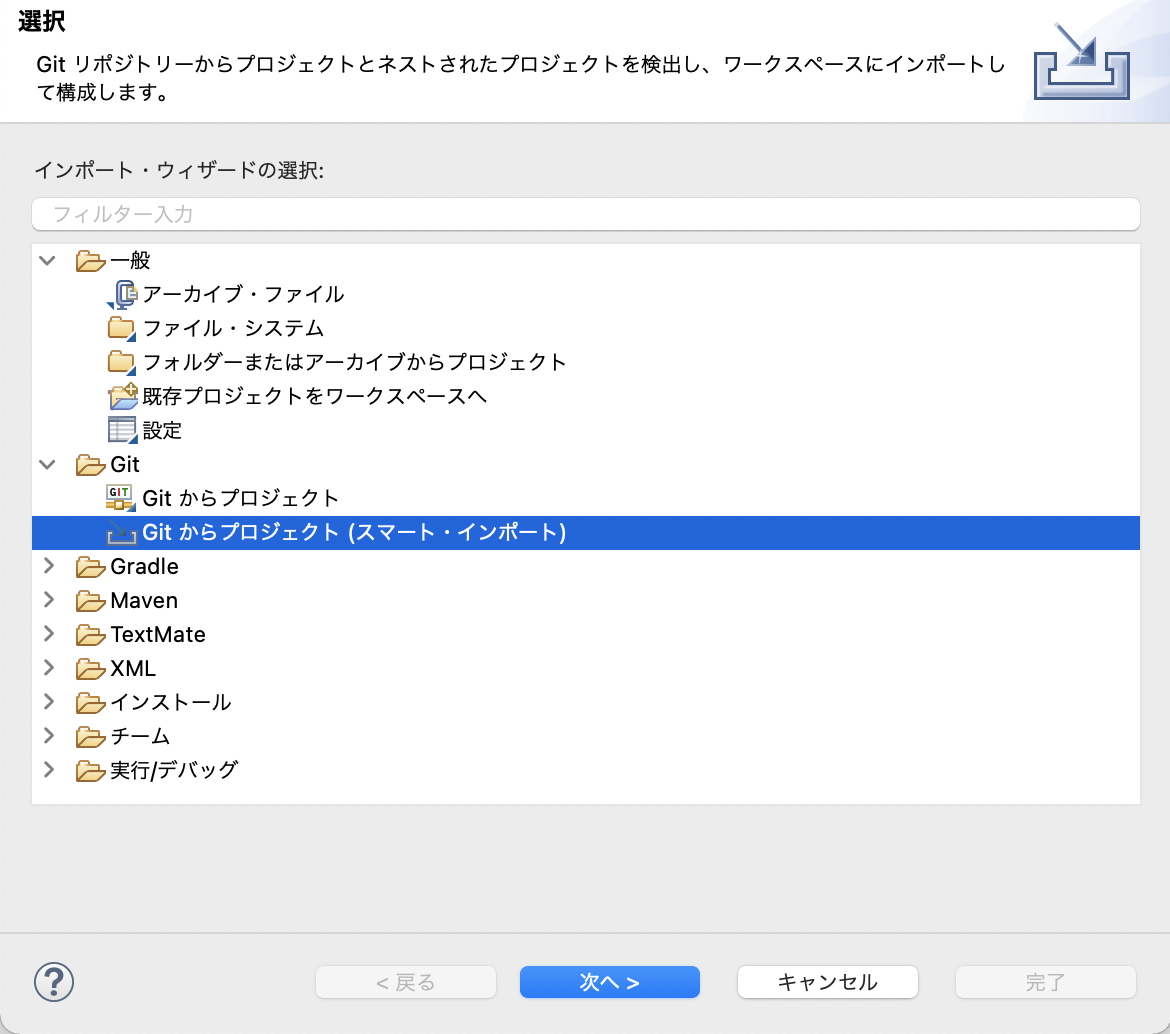 選択
Git リポジトリーからプロジェクトとネストされたプロジェクトを検出し、ワークスペースにインポートし
て構成します。
インポート・ウィザードの選択:
フィルター入力
一般
アーカイブ・ファイル
ファイル・システム
フォルダーまたはアーカイブからプロジェクト
既存プロジェクトをワークスペースへ
設定
Git
GIT Git からプロジェクト
Git からプロジェクト (スマート・インポート)
Gradle
Maven
TextMate
XML
インストール
チーム
実行/デバッグ
? < 戻る 次へ > キャンセル 完了